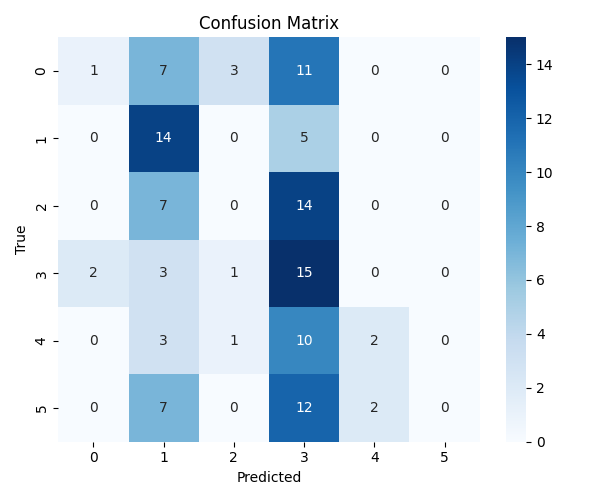 Confusion Matrix
0 1 7 3 11 0 0
1 0 14 0 5 0 0
2 0 7 0 14 0 0
3 2 3 1 15 0 0
4 0 3 1 10 2 0
5 0 7 0 12 2 0
0 1 2 3 4 5
True
Predicted
14
12
10
8
6
4
2
0